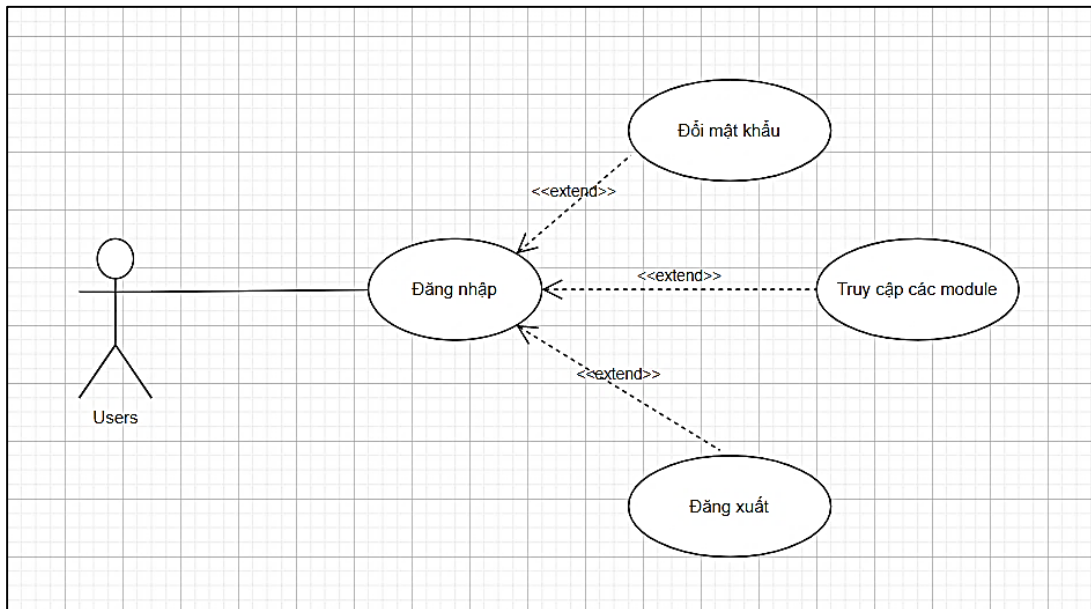 Đổi mật khẩu
<<extend>>
Đăng nhập
<<extend>>
Truy cập các module
<<extend>>
Users
Đăng xuất